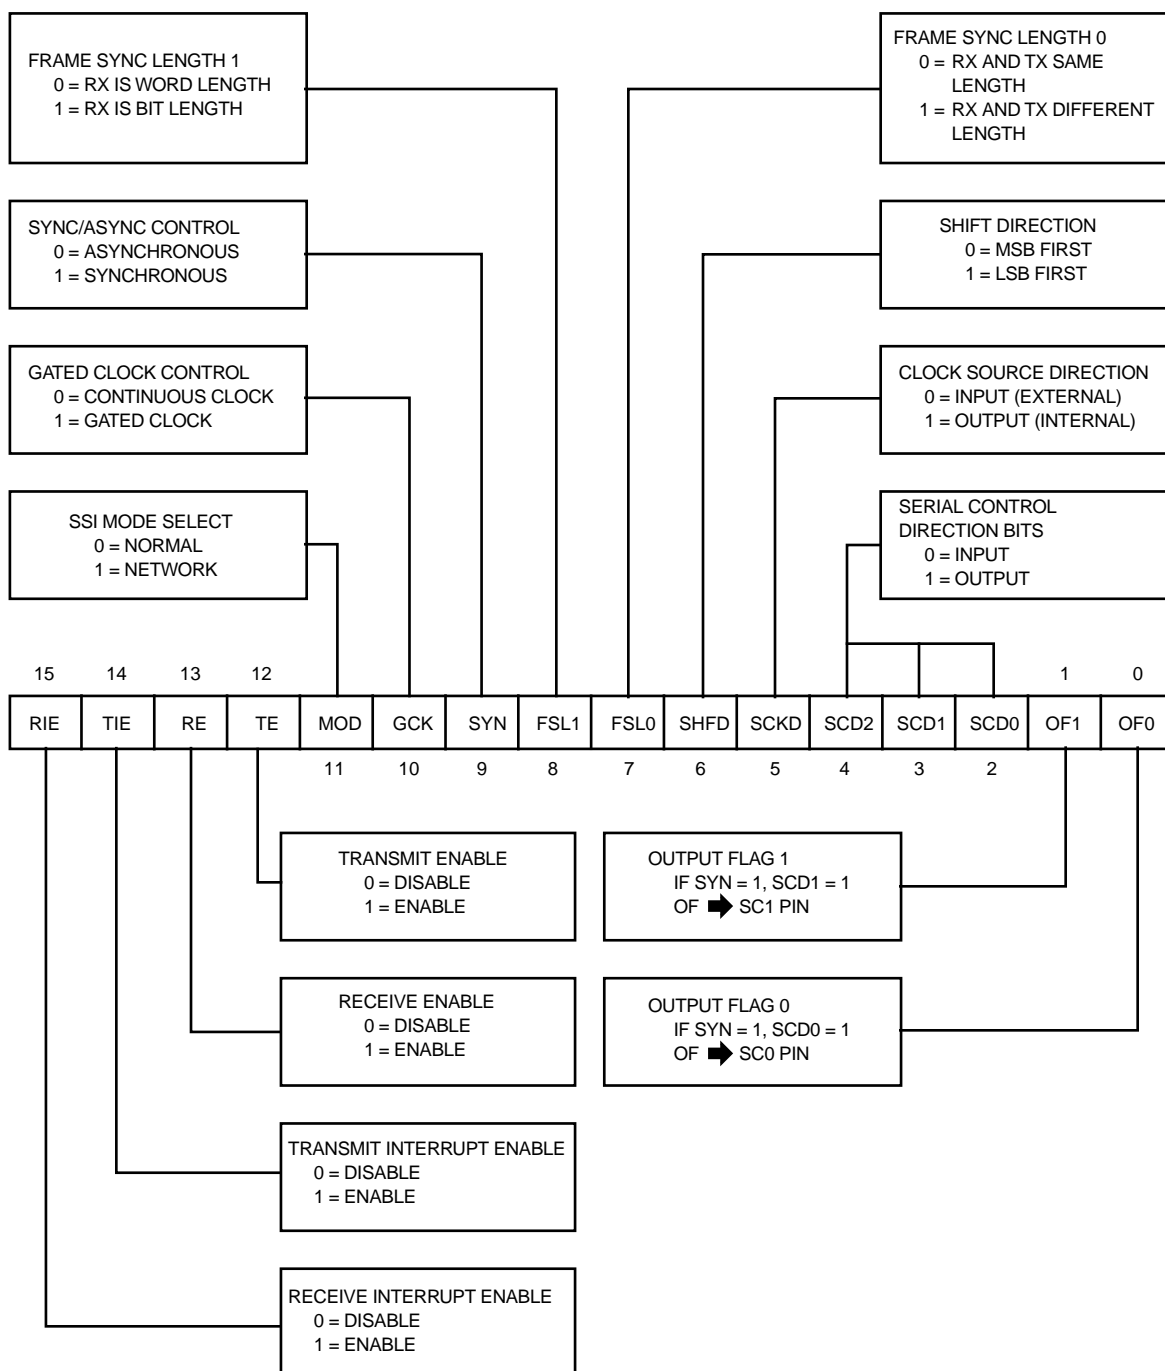 FRAME SYNC LENGTH 1
0 = RX IS WORD LENGTH
1 = RX IS BIT LENGTH
FRAME SYNC LENGTH 0
0 = RX AND TX SAME
LENGTH
1 = RX AND TX DIFFERENT
LENGTH
SYNC/ASYNC CONTROL
0 = ASYNCHRONOUS
1 = SYNCHRONOUS
SHIFT DIRECTION
0 = MSB FIRST
1 = LSB FIRST
GATED CLOCK CONTROL
0 = CONTINUOUS CLOCK
1 = GATED CLOCK
CLOCK SOURCE DIRECTION
0 = INPUT (EXTERNAL)
1 = OUTPUT (INTERNAL)
SSI MODE SELECT
0 = NORMAL
1 = NETWORK
SERIAL CONTROL
DIRECTION BITS
0 = INPUT
1 = OUTPUT
15 14 13 12 1 0
RIE TIE RE TE MOD GCK SYN FSL1 FSL0 SHFD SCKD SCD2 SCD1 SCD0 OF1 OF0
11 10 9 8 7 6 5 4 3 2
TRANSMIT ENABLE
0 = DISABLE
1 = ENABLE
OUTPUT FLAG 1
IF SYN = 1, SCD1 = 1
OF ➡ SC1 PIN
RECEIVE ENABLE
0 = DISABLE
1 = ENABLE
OUTPUT FLAG 0
IF SYN = 1, SCD0 = 1
OF ➡ SC0 PIN
TRANSMIT INTERRUPT ENABLE
0 = DISABLE
1 = ENABLE
RECEIVE INTERRUPT ENABLE
0 = DISABLE
1 = ENABLE